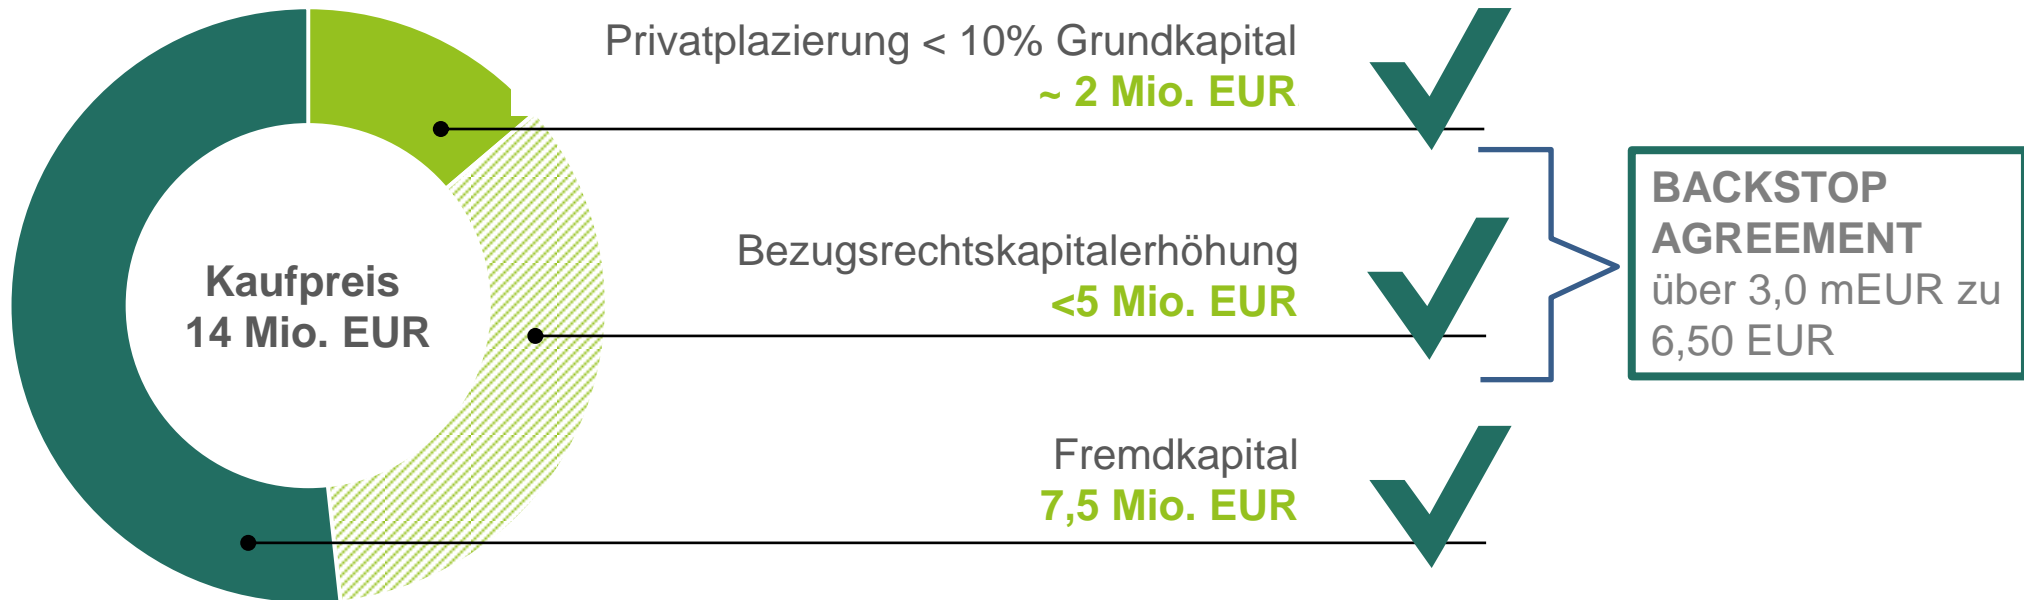 Privatplazierung < 10% Grundkapital
~ 2 Mio. EUR
Kaufpreis
14 Mio. EUR
Bezugsrechtskapitalerhöhung
<5 Mio. EUR
BACKSTOP
AGREEMENT
über 3,0 mEUR zu
6,50 EUR
Fremdkapital
7,5 Mio. EUR